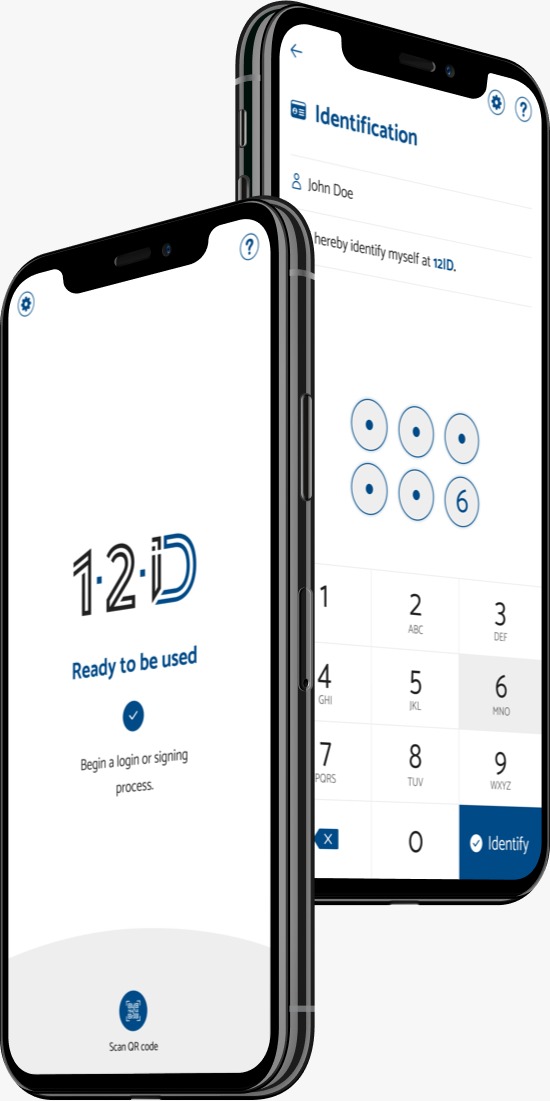 ?
Identification
John Doe
hereby identify myself at 12ID.
6
1
2
ABC
3
DEF
4
GHI
5
JKL
6
MNO
7
PQRS
8
TUV
9
WXYZ
X
0
Identify
?
1·2·iD
Ready to be used
Begin a login or signing
process.
Scan QR code